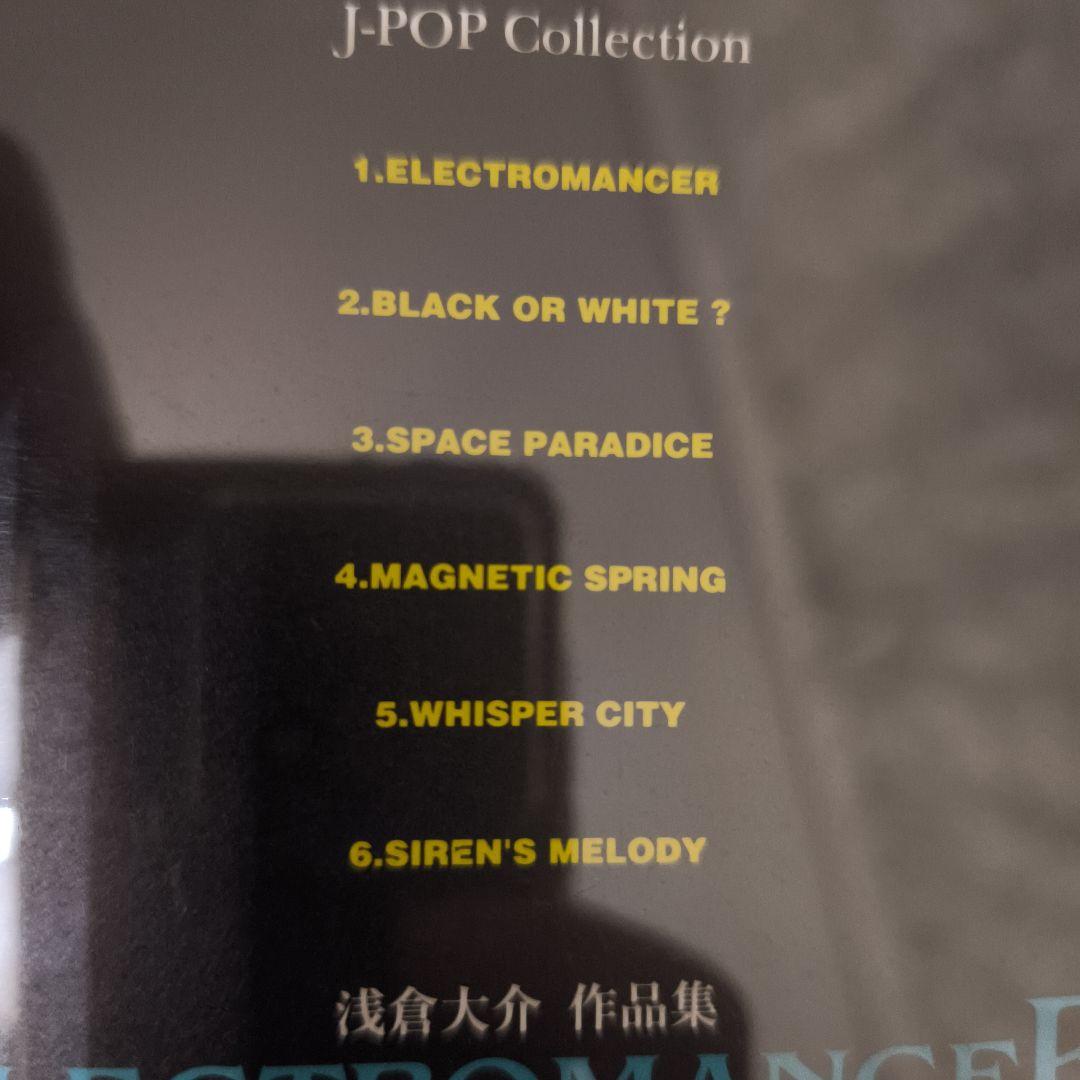 J-POP Collection
1.ELECTROMANCER
2.BLACK OR WHITE ?
3.SPACE PARADICE
4.MAGNETIC SPRING
5.WHISPER CITY
6.SIREN'S MELODY
浅倉大介 作品集
ELECTROMANCER